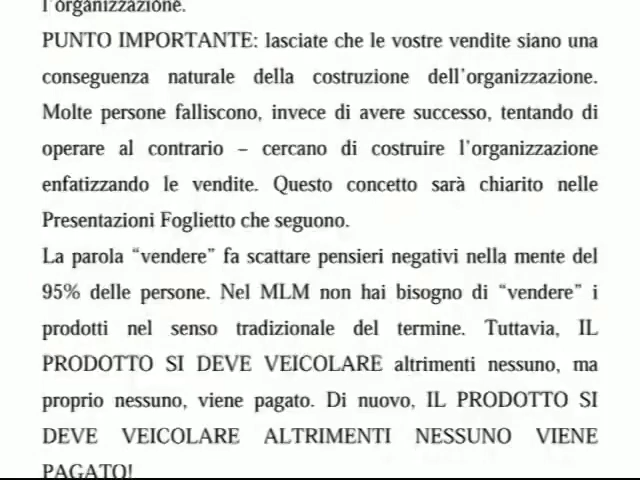 l'organizzazione.
PUNTO IMPORTANTE: lasciate che le vostre vendite siano una
conseguenza naturale della costruzione dell'organizzazione.
Molte persone falliscono, invece di avere successo, tentando di
operare al contrario – cercano di costruire l'organizzazione
enfatizzando le vendite. Questo concetto sarà chiarito nelle
Presentazioni Foglietto che seguono.
La parola “vendere” fa scattare pensieri negativi nella mente del
95% delle persone. Nel MLM non hai bisogno di “vendere” i
prodotti nel senso tradizionale del termine. Tuttavia, IL
PRODOTTO SI DEVE VEICOLARE altrimenti nessuno, ma
proprio nessuno, viene pagato. Di nuovo, IL PRODOTTO SI
DEVE VEICOLARE ALTRIMENTI NESSUNO VIENE
PAGATO!